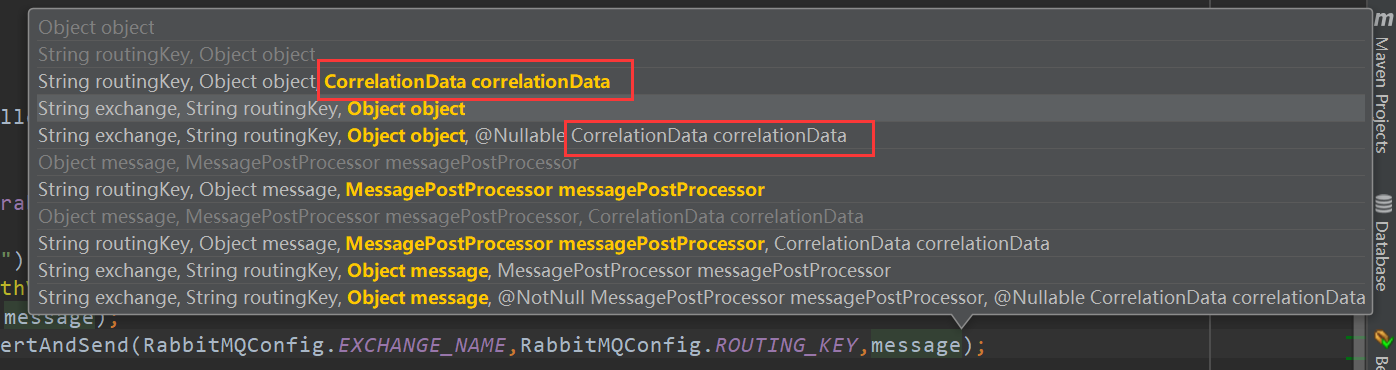 Object object
String routingKey, Object object
String routingKey, Object object, CorrelationData correlationData
String exchange, String routingKey, Object object
String exchange, String routingKey, Object object, @Nullable CorrelationData correlationData
Object message, MessagePostProcessor messagePostProcessor
String routingKey, Object message, MessagePostProcessor messagePostProcessor
Object message, MessagePostProcessor messagePostProcessor, CorrelationData correlationData
String routingKey, Object message, MessagePostProcessor messagePostProcessor, CorrelationData correlationData
String exchange, String routingKey, Object message, MessagePostProcessor messagePostProcessor
String exchange, String routingKey, Object message, @NotNull MessagePostProcessor messagePostProcessor, @Nullable CorrelationData correlationData
ll
ra
")
th
message);
ertAndSend(RabbitMQConfig.EXCHANGE_NAME,RabbitMQConfig.ROUTING_KEY,message);
m
Maven Projects
Database
Be